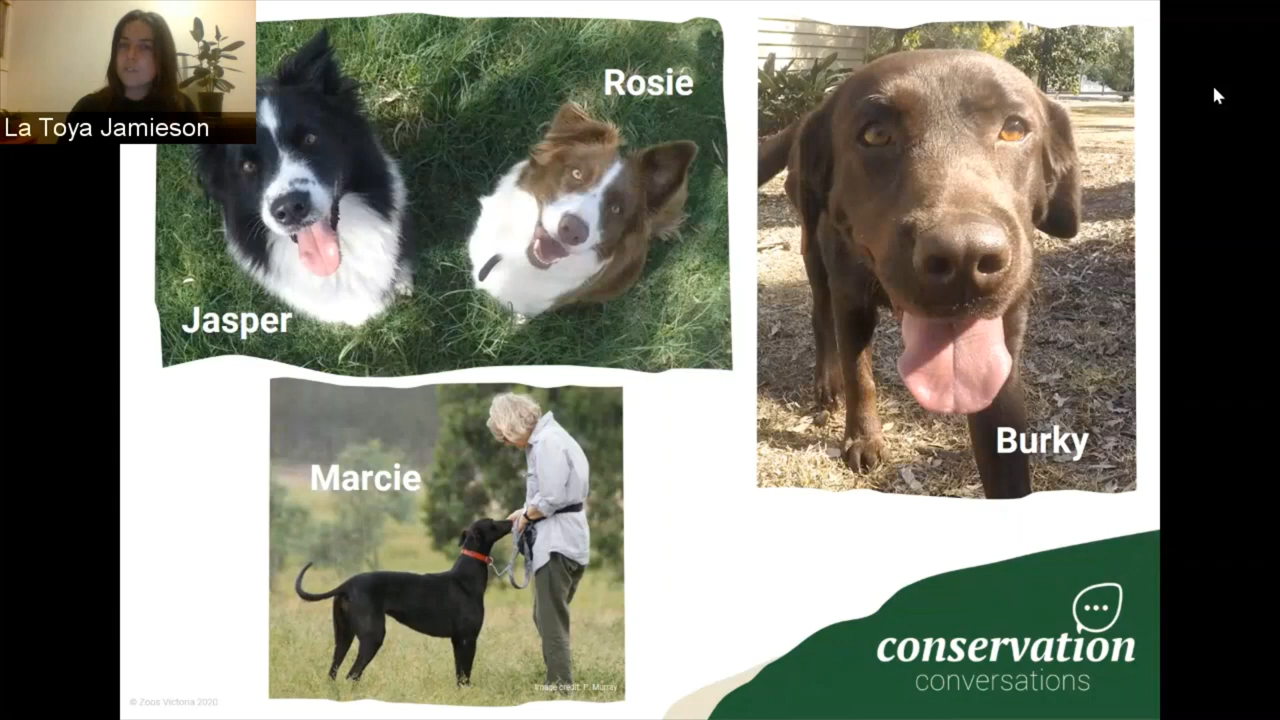 La Toya Jamieson
Rosie
Jasper
Marcie
Burky
Image credit: P. Murray
conservation
conversations
© Zoos Victoria 2020